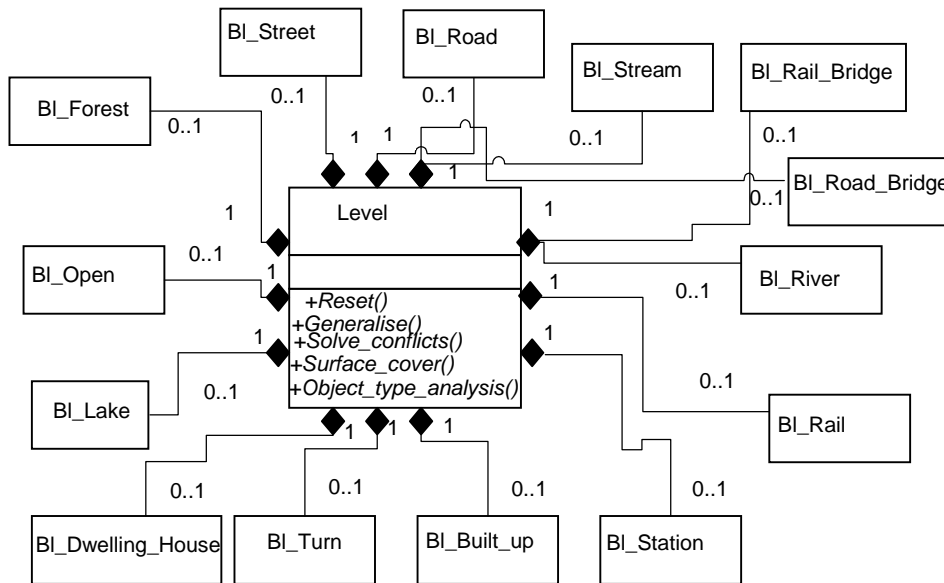 Bl_Street
Bl_Road
Bl_Stream
Bl_Rail_Bridge
Bl_Forest
0..1
0..1
0..1
0..1
0..1
1
1
1
Bl_Road_Bridge
0..1
1
Level
1
Bl_Open
0..1
1
Bl_River
0..1
1
+Reset()
+Generalise()
+Solve_conflicts()
+Surface_cover()
+Object_type_analysis()
1
1
Bl_Lake
0..1
0..1
Bl_Rail
1
1
1
0..1
0..1
0..1
0..1
Bl_Dwelling_House
Bl_Turn
Bl_Built_up
Bl_Station